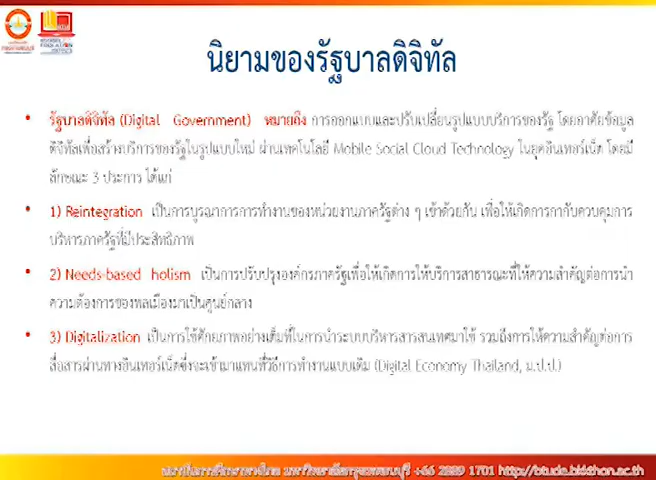 นิยามของรัฐบาลดิจิทัล
• รัฐบาลดิจิทัล (Digital Government) หมายถึง การออกแบบและปรับเปลี่ยนรูปแบบบริการของรัฐ โดยอาศัยข้อมูล
ดิจิทัลเพื่อสร้างบริการของรัฐในรูปแบบใหม่ ผ่านเทคโนโลยี Mobile Social Cloud Technology ในยุคอินเทอร์เน็ต โดยมี
ลักษณะ 3 ประการ ได้แก่
• 1) Reintegration เป็นการบูรณาการการทำงานของหน่วยงานภาครัฐต่าง ๆ เข้าด้วยกัน เพื่อให้เกิดการกำกับควบคุมการ
บริหารภาครัฐที่มีประสิทธิภาพ
• 2) Needs-based holism เป็นการปรับปรุงองค์กรภาครัฐเพื่อให้เกิดการให้บริการสาธารณะที่ให้ความสำคัญต่อการนำ
ความต้องการของพลเมืองมาเป็นศูนย์กลาง
• 3) Digitalization เป็นการใช้ศักยภาพอย่างเต็มที่ในการนำระบบบริหารสารสนเทศมาใช้ รวมถึงการให้ความสำคัญต่อการ
สื่อสารผ่านทางอินเทอร์เน็ตซึ่งจะเข้ามาแทนที่วิธีการทำงานแบบเดิม (Digital Economy Thailand, ม.ป.ป.)
มหาวิทยาลัยกรุงเทพธนบุรี +66 2889 1701